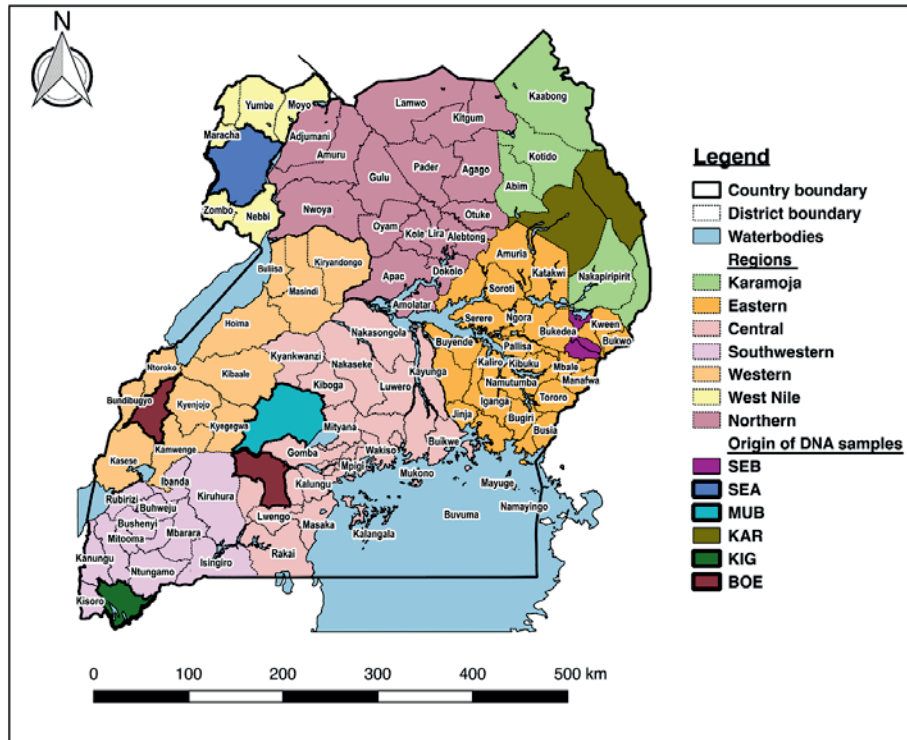 N
Kaabong
Yumbe
Moyo
Lamwo
Kitgum
Maracha
Adjumani
Amuru
Kotido
Pader
Agago
Gulu
Abim
Zombo
Nebbi
Nwoya
Otuke
Oyam
Kole
Lira
Alebtong
Amuria
Nakapiripirit
Buliisa
Kiryandongo
Katakwi
Dokolo
Apac
Masindi
Soroti
Amolatar
Hoima
Serere
Ngora
Kween
Nakasongola
Bukedea
Bukwo
Buyende
Pallisa
Kyankwanzi
Ntoroko
Nakaseke
Kayunga
Kaliro
Kibuku
Mbale
Kibaale
Kiboga
Luwero
Namutumba
Manafwa
Bundibugyo
Kyenjojo
Iganga
Tororo
Jinja
Bugiri
Kyegegwa
Mityana
Busia
Kasese
Kamwenge
Gomba
Wakiso
Buikwe
Mpigi
Mukono
Ibanda
Kalungu
Mayuge
Rubirizi
Kiruhura
Buhweju
Namayingo
Bushenyi
Lwengo
Masaka
Buvuma
Mitooma
Mbarara
Kalangala
Kanungu
Rakai
Isingiro
Ntungamo
Kisoro
Legend
Country boundary
District boundary
Waterbodies
Regions
Karamoja
Eastern
Central
Southwestern
Western
West Nile
Northern
Origin of DNA samples
SEB
SEA
MUB
KAR
KIG
BOE
0 100 200 300 400 500 km